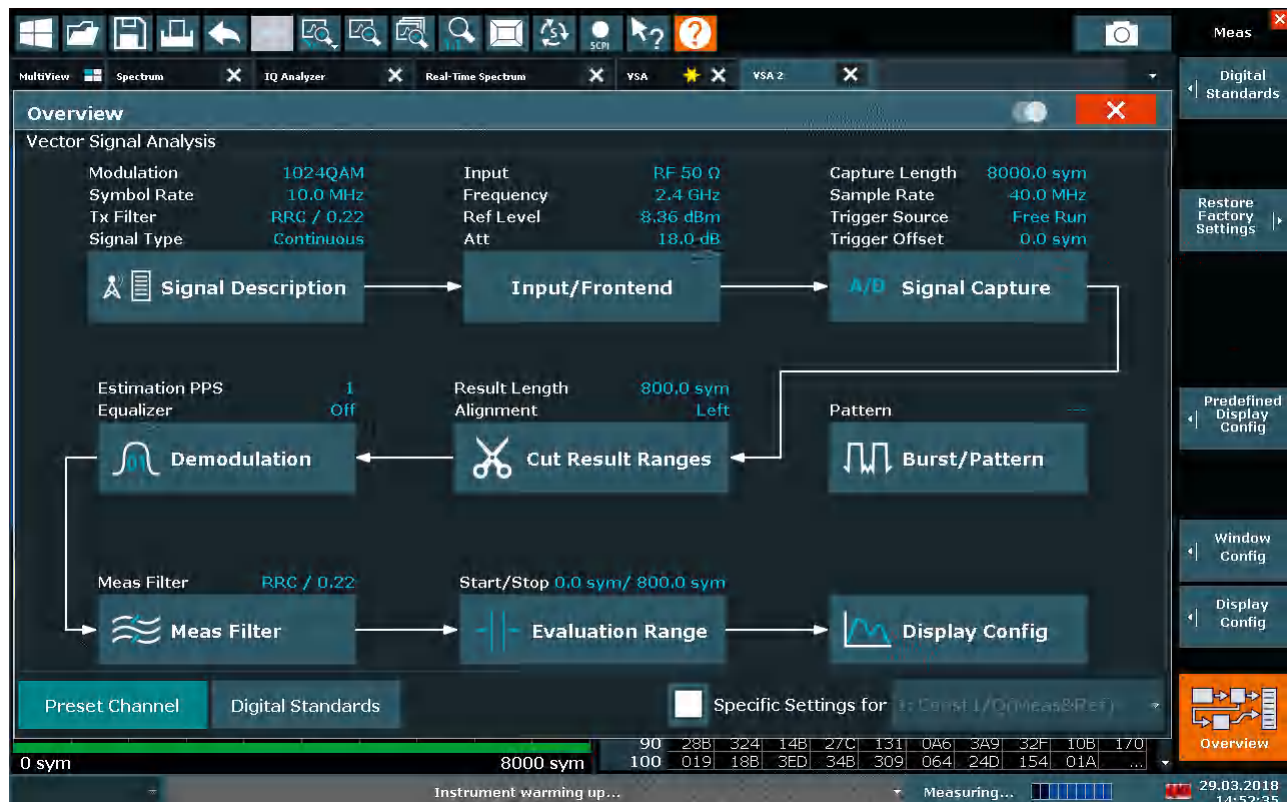 SCPI
Meas
MultiView Spectrum IQ Analyzer Real-Time Spectrum VSA VSA 2
Digital
Standards
Overview
Vector Signal Analysis
Modulation 1024QAM Input RF 50 Ω Capture Length 8000.0 sym
Symbol Rate 10.0 MHz Frequency 2.4 GHz Sample Rate 40.0 MHz
Tx Filter RRC / 0.22 Ref Level 8.36 dBm Trigger Source Free Run
Signal Type Continuous Att 18.0 dB Trigger Offset 0.0 sym
Restore
Factory
Settings
Signal Description Input/Frontend A/D Signal Capture
Estimation PPS 1 Result Length 800.0 sym
Equalizer Off Alignment Left Pattern ---
Predefined
Display
Config
01 Demodulation Cut Result Ranges Burst/Pattern
Window
Config
Meas Filter RRC / 0.22 Start/Stop 0.0 sym/ 800.0 sym
Display
Config
Meas Filter Evaluation Range Display Config
Preset Channel Digital Standards Specific Settings for 1: Const I/Q(Meas&Ref)
Overview
90 28B 324 14B 27C 131 0A6 3A9 32F 10B 170
0 sym 8000 sym 100 019 18B 3ED 34B 309 064 24D 154 01A ...
Instrument warming up... Measuring... 29.03.2018
14:52:35